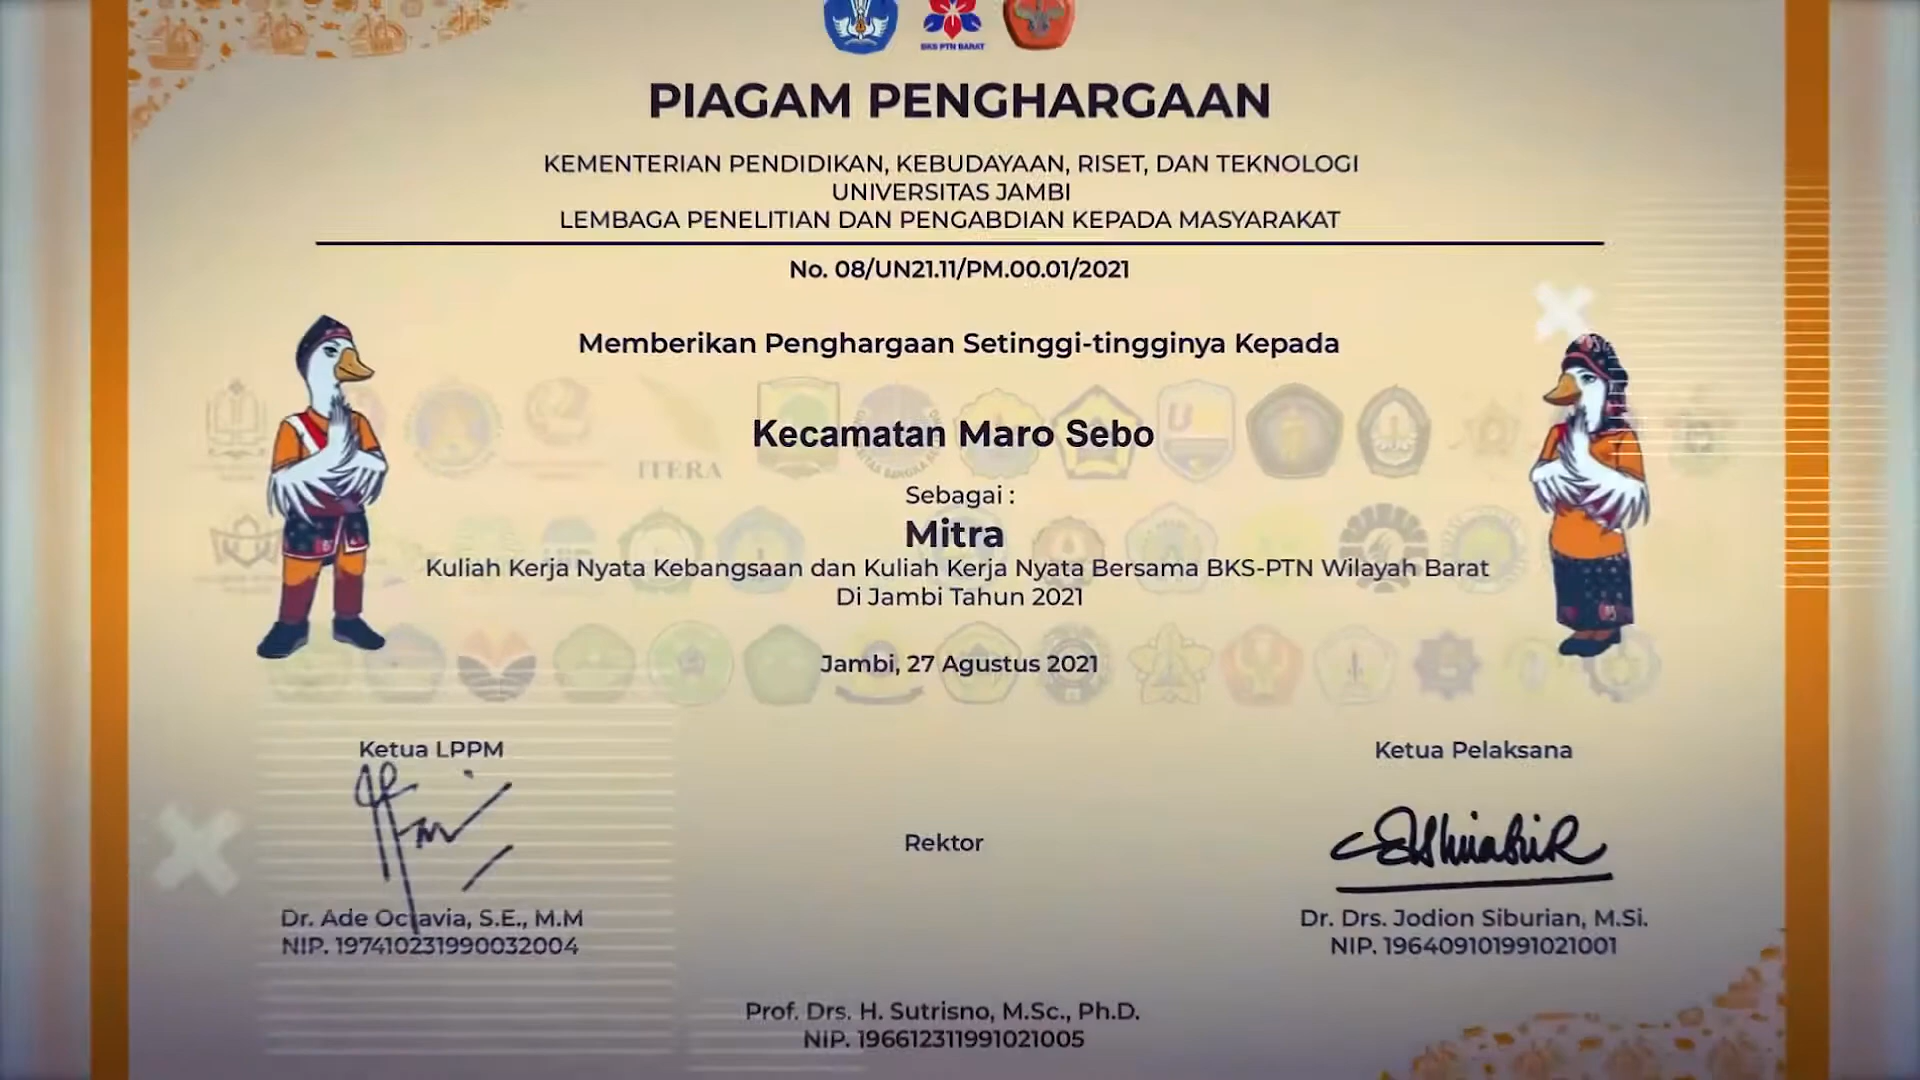 BKS PTN BARAT
PIAGAM PENGHARGAAN
KEMENTERIAN PENDIDIKAN, KEBUDAYAAN, RISET, DAN TEKNOLOGI
UNIVERSITAS JAMBI
LEMBAGA PENELITIAN DAN PENGABDIAN KEPADA MASYARAKAT
No. 08/UN21.11/PM.00.01/2021
Memberikan Penghargaan Setinggi-tingginya Kepada
Kecamatan Maro Sebo
ITERA
Sebagai :
Mitra
Kuliah Kerja Nyata Kebangsaan dan Kuliah Kerja Nyata Bersama BKS-PTN Wilayah Barat
Di Jambi Tahun 2021
Jambi, 27 Agustus 2021
Ketua LPPM
Dr. Ade Octavia, S.E., M.M
NIP. 197410231990032004
Rektor
Prof. Drs. H. Sutrisno, M.Sc., Ph.D.
NIP. 196612311991021005
Ketua Pelaksana
Dr. Drs. Jodion Siburian, M.Si.
NIP. 196409101991021001